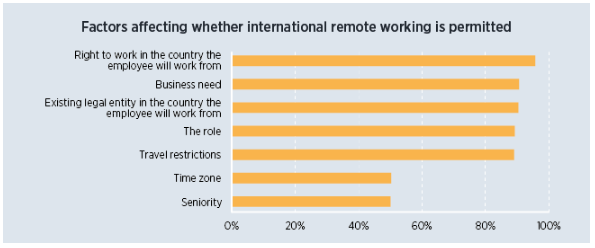 Factors affecting whether international remote working is permitted
Right to work in the country the
employee will work from
Business need
Existing legal entity in the country the
employee will work from
The role
Travel restrictions
Time zone
Seniority
0% 20% 40% 60% 80% 100%